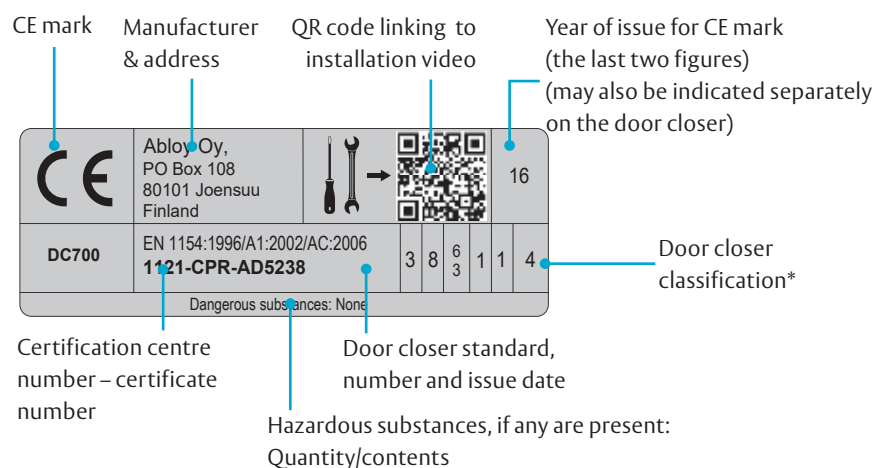 CE mark
Manufacturer
& address
QR code linking to
installation video
Year of issue for CE mark
(the last two figures)
(may also be indicated separately
on the door closer)
CE
Abloy Oy,
PO Box 108
80101 Joensuu
Finland
16
DC700
EN 1154:1996/A1:2002/AC:2006
1121-CPR-AD5238
3 8 6/3 1 1 4
Dangerous substances: None
Door closer
classification*
Certification centre
number – certificate
number
Door closer standard,
number and issue date
Hazardous substances, if any are present:
Quantity/contents